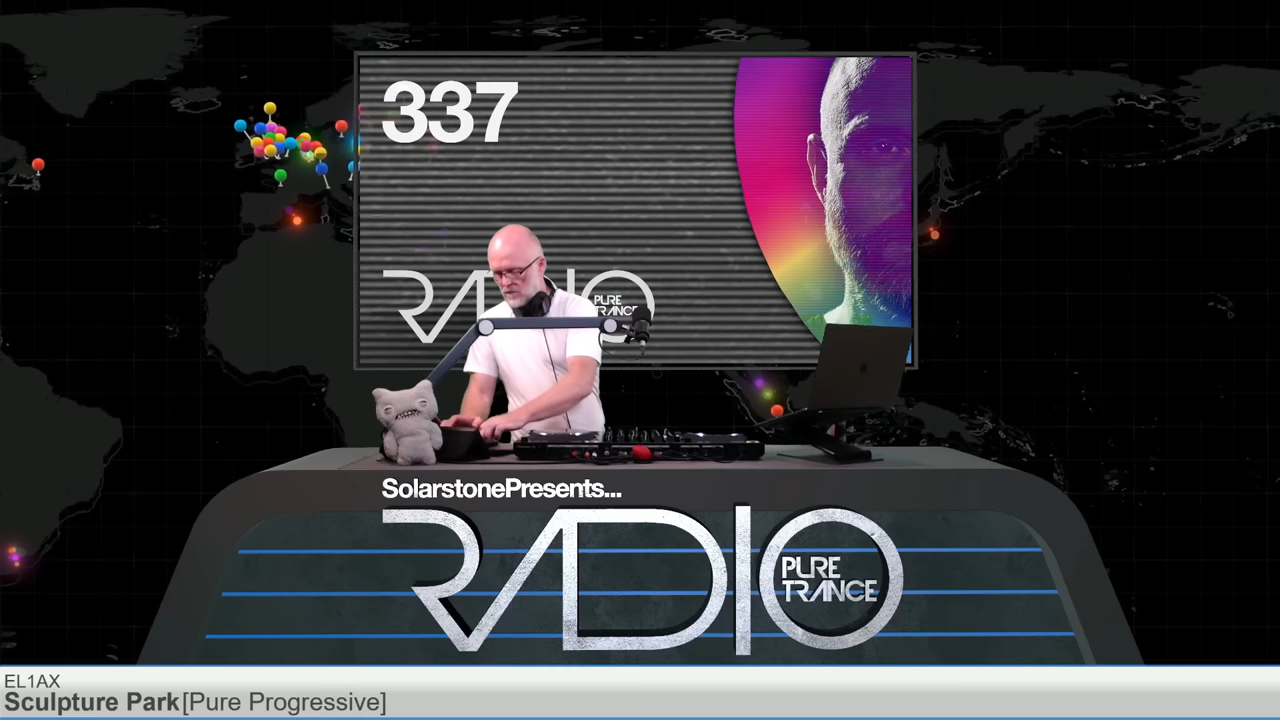 337
RADIO
PURE
TRANCE
SolarstonePresents...
RADIO
PURE
TRANCE
EL1AX
Sculpture Park[Pure Progressive]